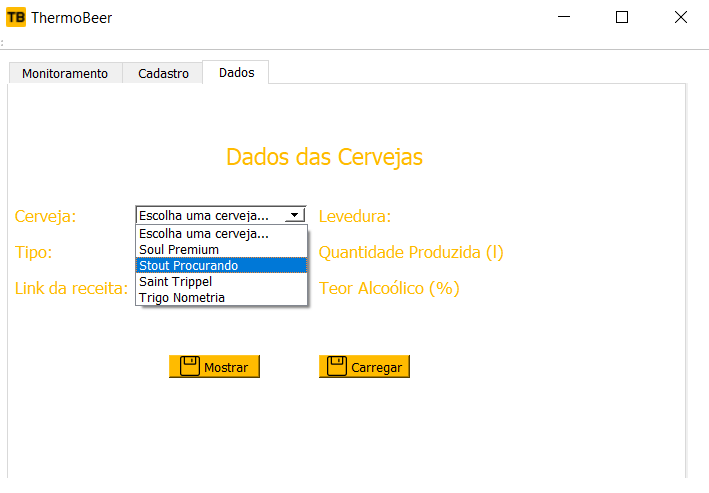 TB ThermoBeer
Monitoramento Cadastro Dados
Dados das Cervejas
Cerveja: Escolha uma cerveja... Levedura:
Escolha uma cerveja...
Soul Premium
Tipo: Quantidade Produzida (l)
Stout Procurando
Saint Trippel
Link da receita: Teor Alcoólico (%)
Trigo Nometria
Mostrar Carregar